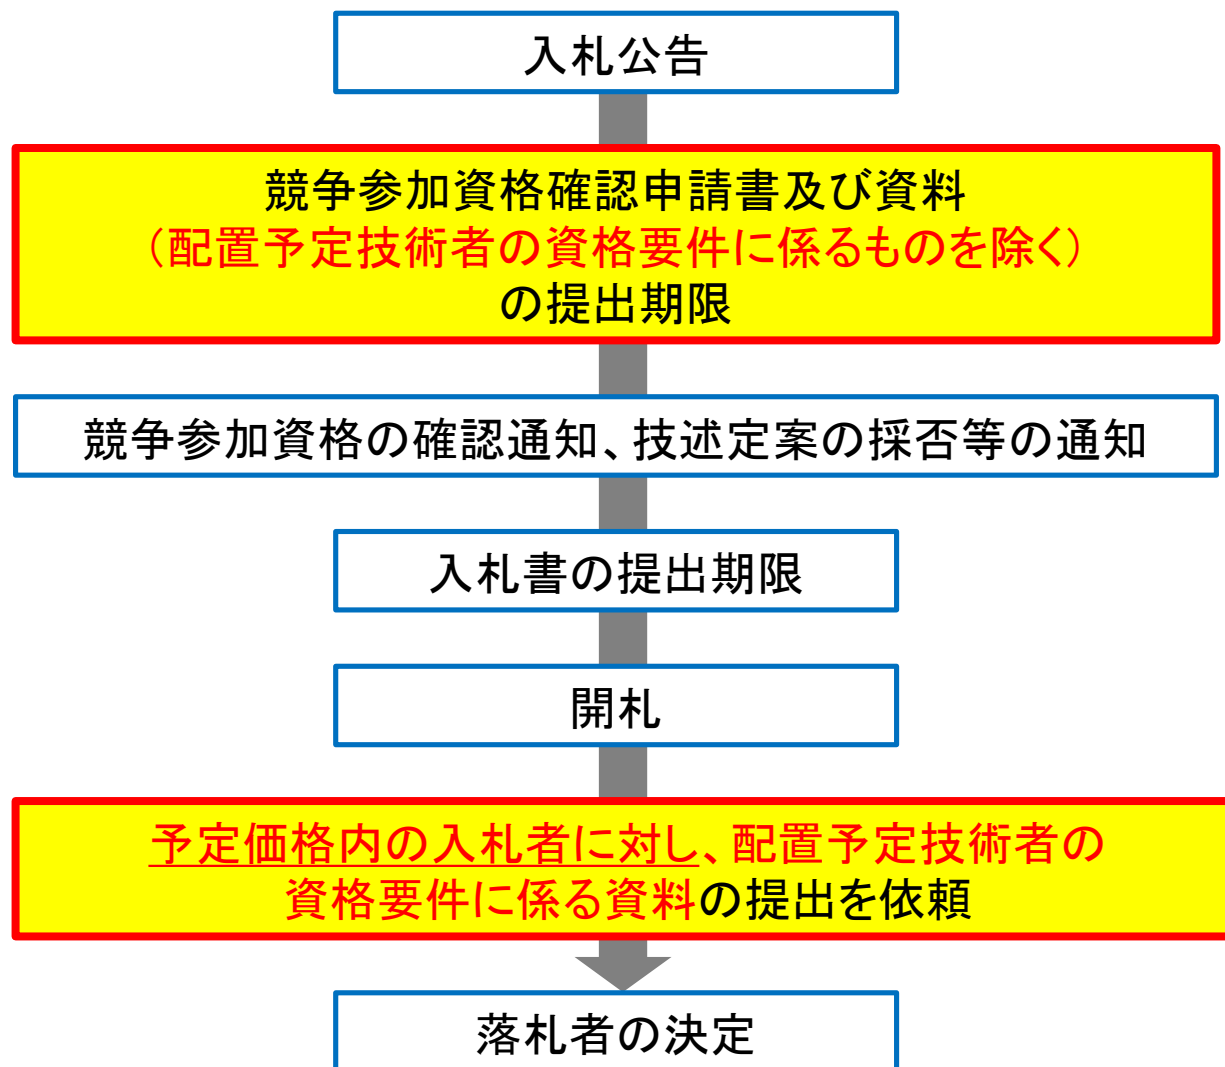 入札公告
競争参加資格確認申請書及び資料
（配置予定技術者の資格要件に係るものを除く）
の提出期限
競争参加資格の確認通知、技述定案の採否等の通知
入札書の提出期限
開札
予定価格内の入札者に対し、配置予定技術者の
資格要件に係る資料の提出を依頼
落札者の決定